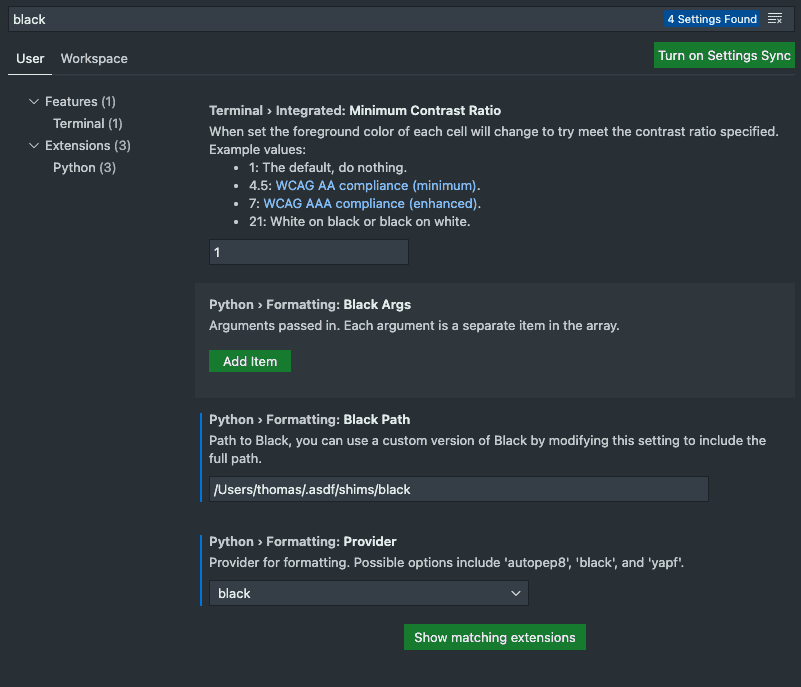 black
4 Settings Found
User
Workspace
Turn on Settings Sync
Features (1)
Terminal (1)
Extensions (3)
Python (3)
Terminal › Integrated: Minimum Contrast Ratio
When set the foreground color of each cell will change to try meet the contrast ratio specified.
Example values:
• 1: The default, do nothing.
• 4.5: WCAG AA compliance (minimum).
• 7: WCAG AAA compliance (enhanced).
• 21: White on black or black on white.
1
Python › Formatting: Black Args
Arguments passed in. Each argument is a separate item in the array.
Add Item
Python › Formatting: Black Path
Path to Black, you can use a custom version of Black by modifying this setting to include the
full path.
/Users/thomas/.asdf/shims/black
Python › Formatting: Provider
Provider for formatting. Possible options include 'autopep8', 'black', and 'yapf'.
black
Show matching extensions